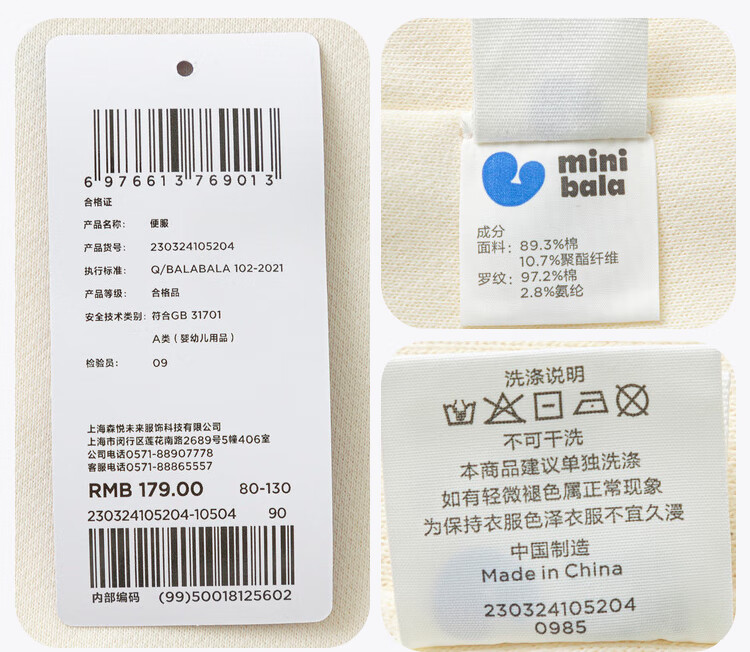 6 976613 769013
合格证
产品名称： 便服
产品货号： 230324105204
执行标准： Q/BALABALA 102-2021
产品等级： 合格品
安全技术类别：符合GB 31701
A类（婴幼儿用品）
检验员： 09
上海森悦未来服饰科技有限公司
上海市闵行区莲花南路2689号5幢406室
公司电话0571-88907778
客服电话0571-88865557
RMB 179.00 80-130
230324105204-10504 90
内部编码 (99)50018125602
mini
bala
成分
面料：89.3%棉
10.7%聚酯纤维
罗纹：97.2%棉
2.8%氨纶
洗涤说明
不可干洗
本商品建议单独洗涤
如有轻微褪色属正常现象
为保持衣服色泽衣服不宜久浸
中国制造
Made in China
230324105204
0985